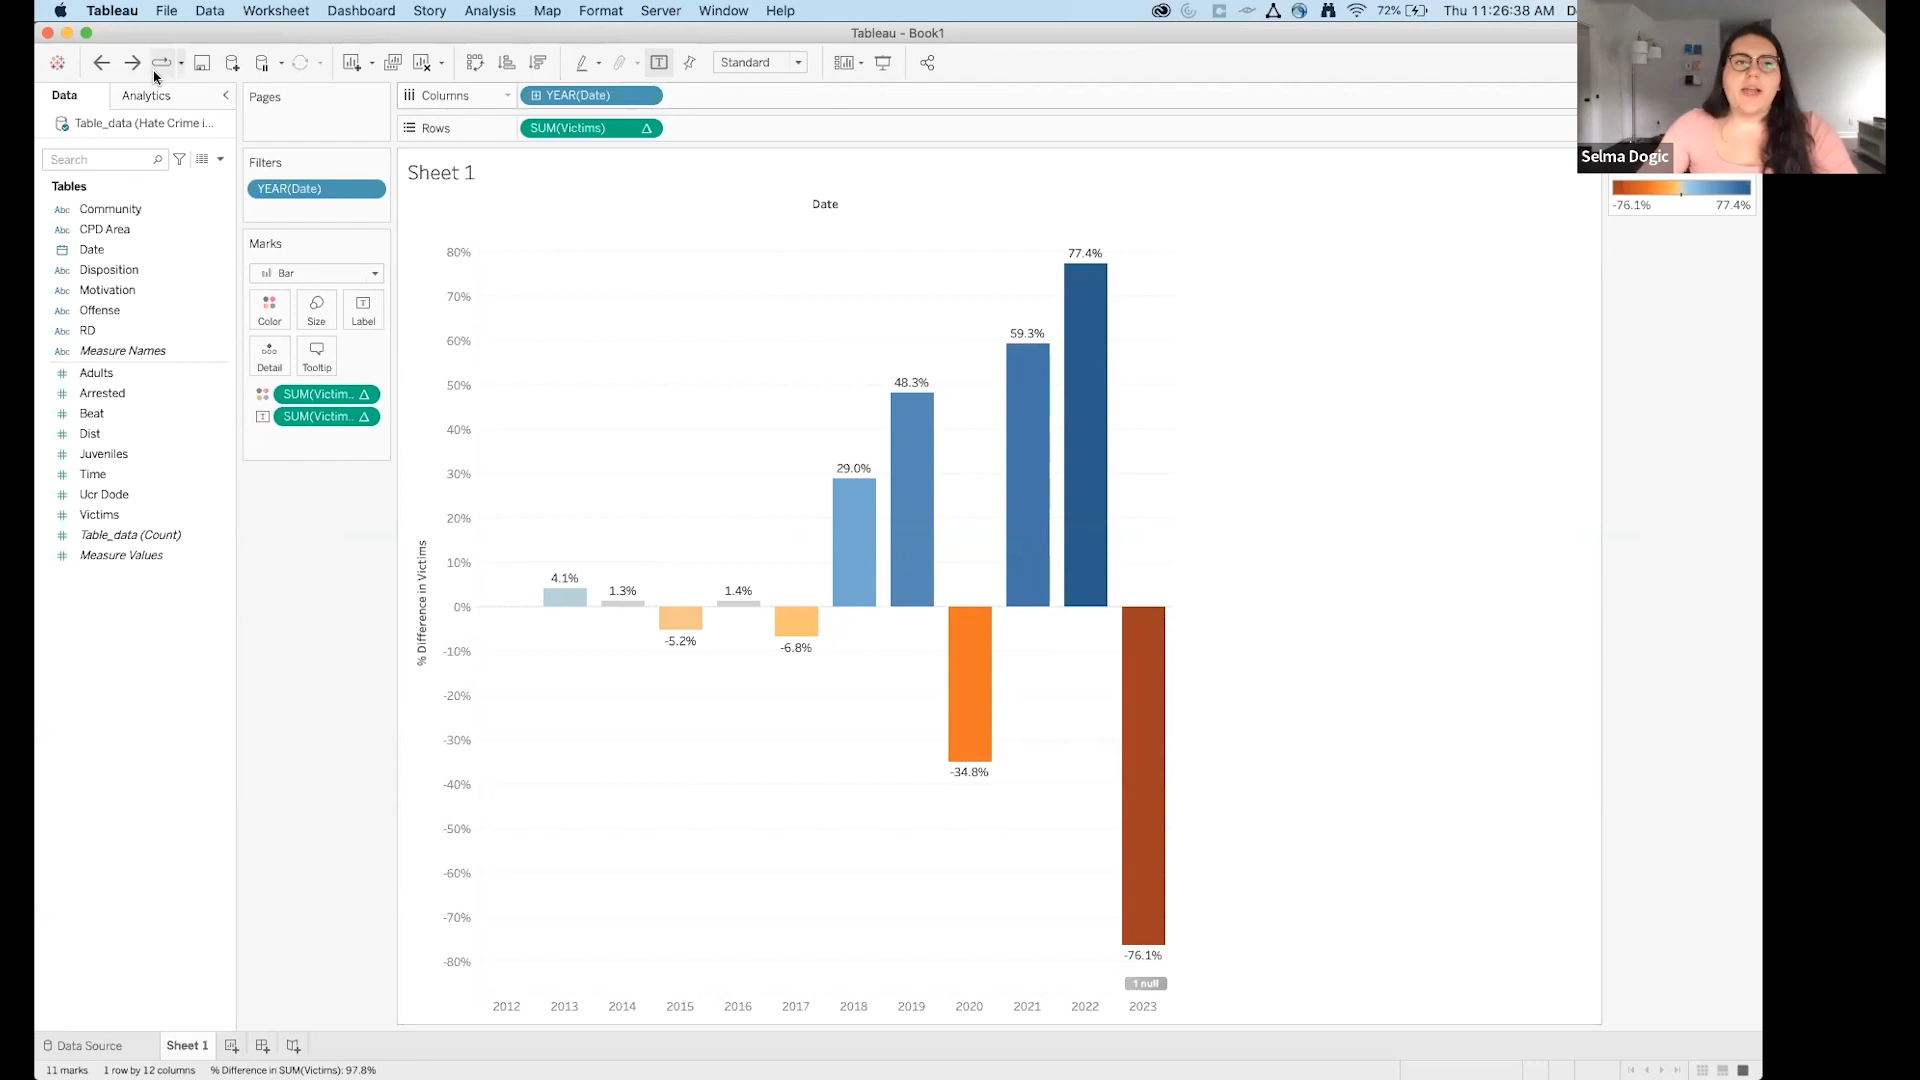 Tableau File Data Worksheet Dashboard Story Analysis Map Format Server Window Help 72% Thu 11:26:38 AM D
Tableau - Book1
Standard
Data Analytics
Table_data (Hate Crime i...
Search
Tables
Abc Community
Abc CPD Area
Date
Abc Disposition
Abc Motivation
Abc Offense
Abc RD
Abc Measure Names
Adults
Arrested
Beat
Dist
Juveniles
Time
Ucr Dode
Victims
Table_data (Count)
Measure Values
Pages
Filters
YEAR(Date)
Marks
Bar
Color Size Label
Detail Tooltip
SUM(Victim..
SUM(Victim..
Columns YEAR(Date)
Rows SUM(Victims)
Sheet 1
Date
% Difference in Victims
80%
70%
60%
50%
40%
30%
20%
10%
0%
-10%
-20%
-30%
-40%
-50%
-60%
-70%
-80%
4.1%
1.3%
-5.2%
1.4%
-6.8%
29.0%
48.3%
-34.8%
59.3%
77.4%
-76.1%
1 null
2012 2013 2014 2015 2016 2017 2018 2019 2020 2021 2022 2023
Selma Dogic
-76.1% 77.4%
Data Source Sheet 1
11 marks 1 row by 12 columns % Difference in SUM(Victims): 97.8%